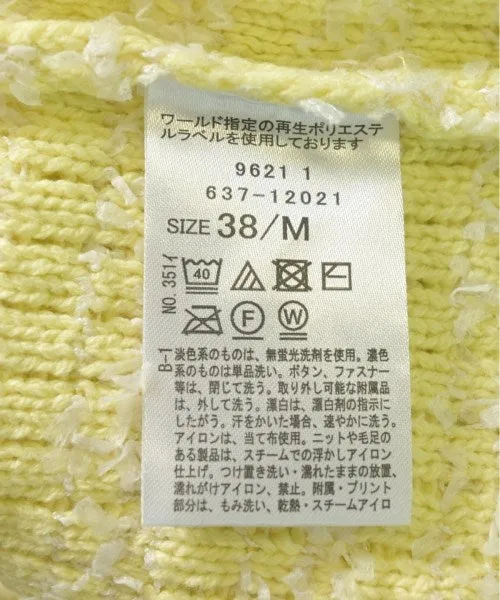 ワールド指定の再生ポリエステ
ルラベルを使用しております
9621 1
637-12021
SIZE 38/M
40
F W
NO. 3514
B-1
淡色系のものは、無蛍光洗剤を使用。濃色
系のものは単品洗い。ボタン、ファスナー
等は、閉じて洗う。取り外し可能な附属品
は、外して洗う。漂白は、漂白剤の指示に
したがう。汗をかいた場合、速やかに洗う。
アイロンは、当て布使用。ニットや毛足の
ある製品は、スチームでの浮かしアイロン
仕上げ。つけ置き洗い・濡れたままの放置、
濡れがけアイロン、禁止。附属・プリント
部分は、もみ洗い、乾熱・スチームアイロ